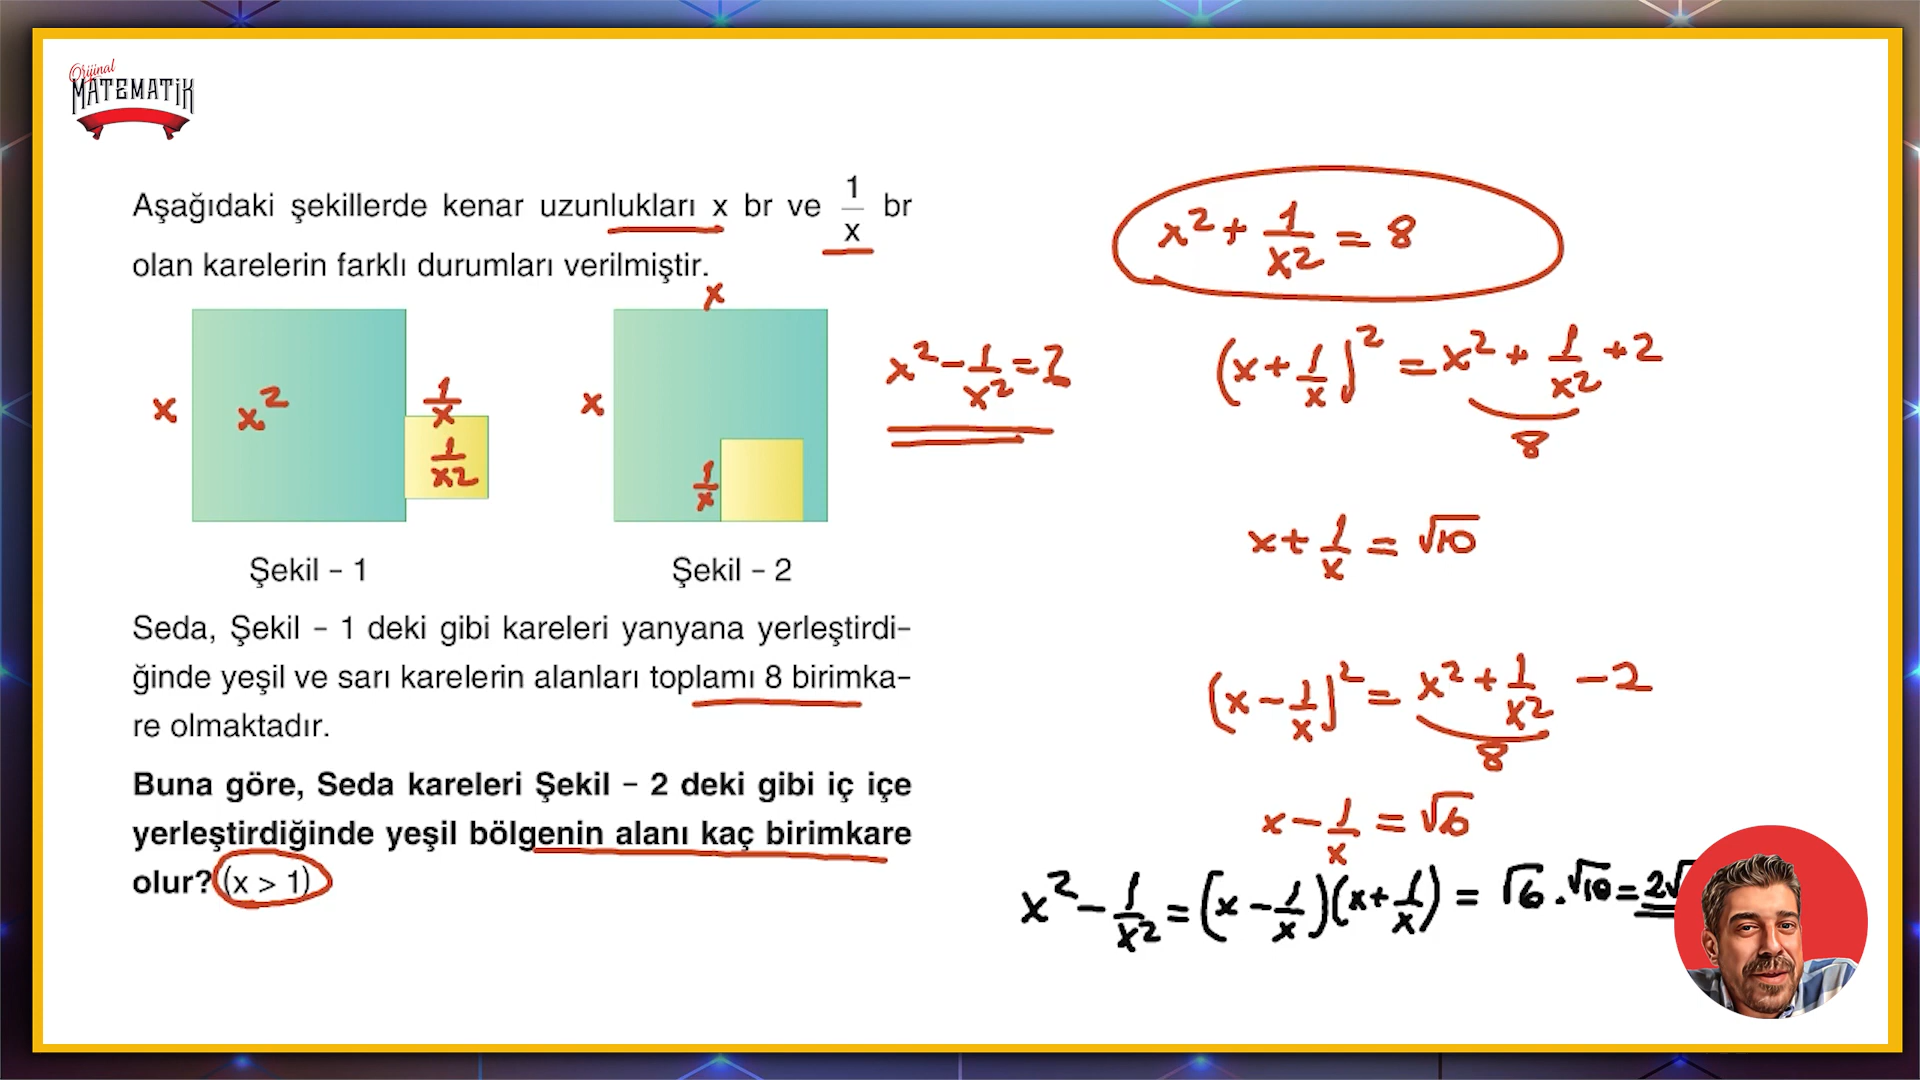 Orijinal
MATEMATİK
Aşağıdaki şekillerde kenar uzunlukları x br ve 1/x br
olan karelerin farklı durumları verilmiştir.
x
x
x²
1/x
1/x2
x
1/x
x² - 1/x² = ?
Şekil – 1
Şekil – 2
Seda, Şekil – 1 deki gibi kareleri yanyana yerleştirdi–
ğinde yeşil ve sarı karelerin alanları toplamı 8 birimka–
re olmaktadır.
Buna göre, Seda kareleri Şekil – 2 deki gibi iç içe
yerleştirdiğinde yeşil bölgenin alanı kaç birimkare
olur? (x > 1)
x² + 1/x2 = 8
(x + 1/x)² = x² + 1/x2 + 2
8
x + 1/x = √10
(x - 1/x)² = x² + 1/x2 - 2
8
x - 1/x = √6
x² - 1/x2 = (x - 1/x)(x + 1/x) = √6 . √10 = 2√